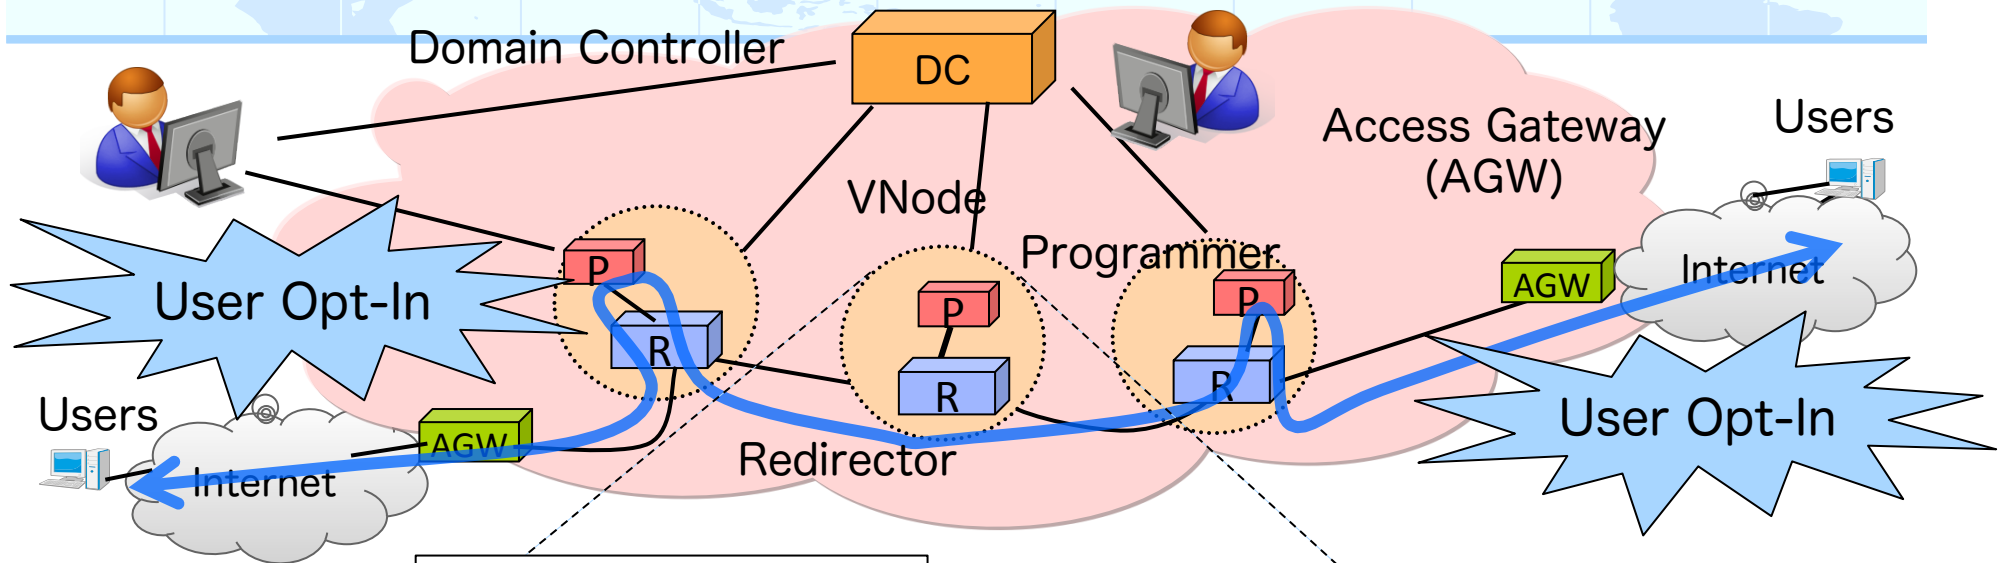 Domain Controller
DC
Access Gateway
(AGW)
Users
VNode
Programmer
P
P
P
R
R
R
AGW
Internet
User Opt-In
User Opt-In
Users
AGW
Internet
Redirector